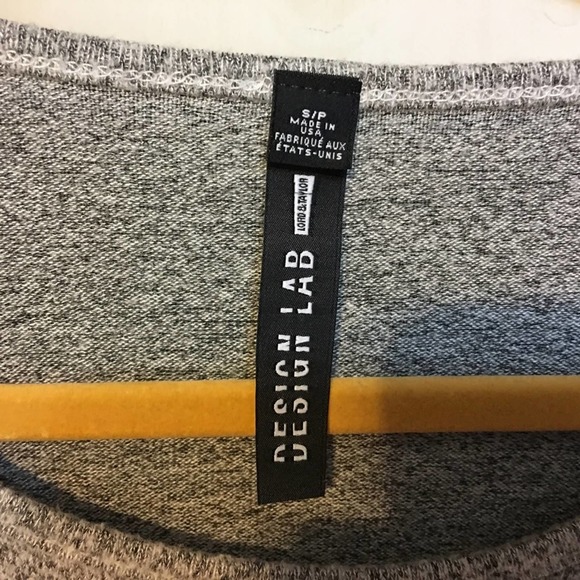 S/P
MADE IN
USA
FABRIQUÉ AUX
ÉTATS-UNIS
LORD & TAYLOR
DESIGN LAB